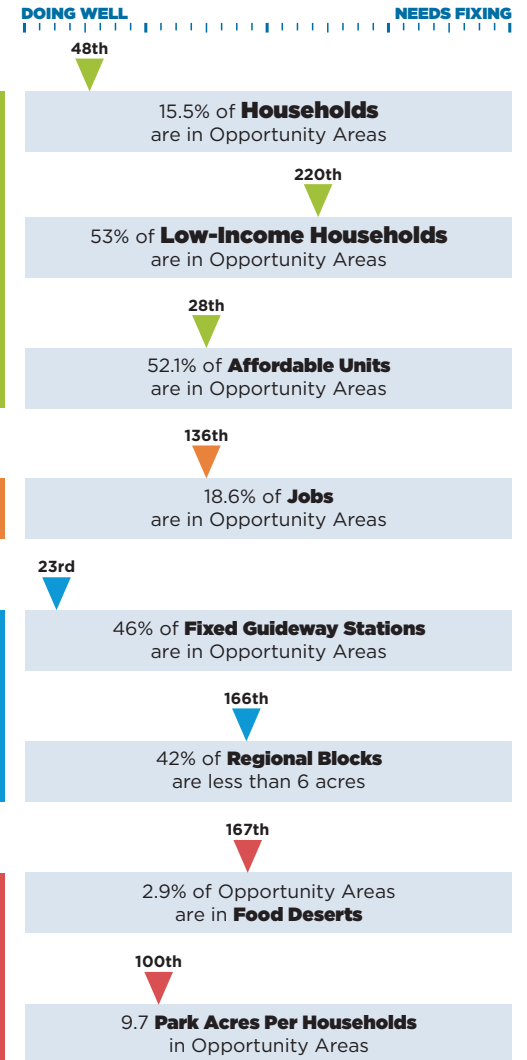 DOING WELL NEEDS FIXING
48th
15.5% of Households
are in Opportunity Areas
220th
53% of Low-Income Households
are in Opportunity Areas
28th
52.1% of Affordable Units
are in Opportunity Areas
136th
18.6% of Jobs
are in Opportunity Areas
23rd
46% of Fixed Guideway Stations
are in Opportunity Areas
166th
42% of Regional Blocks
are less than 6 acres
167th
2.9% of Opportunity Areas
are in Food Deserts
100th
9.7 Park Acres Per Households
in Opportunity Areas